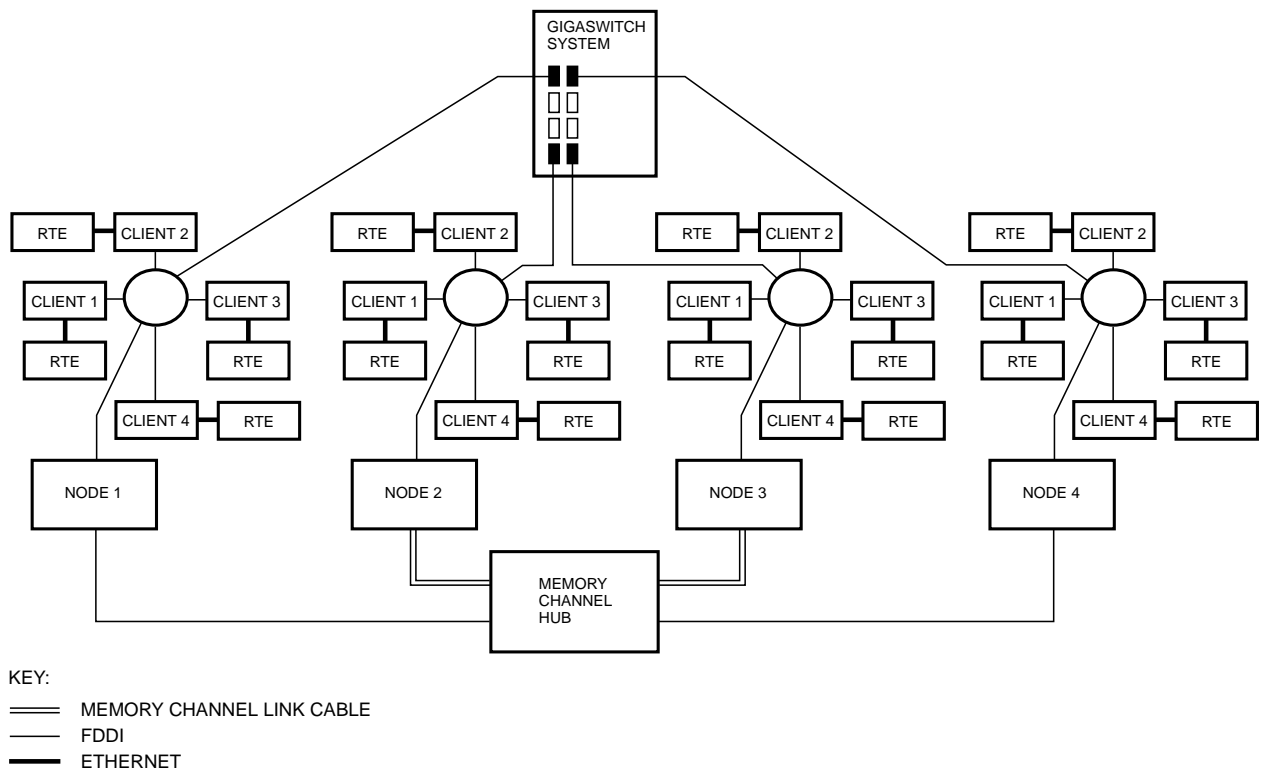 GIGASWITCH
SYSTEM
RTE
CLIENT 2
RTE
CLIENT 2
RTE
CLIENT 2
RTE
CLIENT 2
CLIENT 1
CLIENT 3
CLIENT 1
CLIENT 3
CLIENT 1
CLIENT 3
CLIENT 1
CLIENT 3
RTE
RTE
RTE
RTE
RTE
RTE
RTE
RTE
CLIENT 4
RTE
CLIENT 4
RTE
CLIENT 4
RTE
CLIENT 4
RTE
NODE 1
NODE 2
NODE 3
NODE 4
MEMORY
CHANNEL
HUB
KEY:
MEMORY CHANNEL LINK CABLE
FDDI
ETHERNET